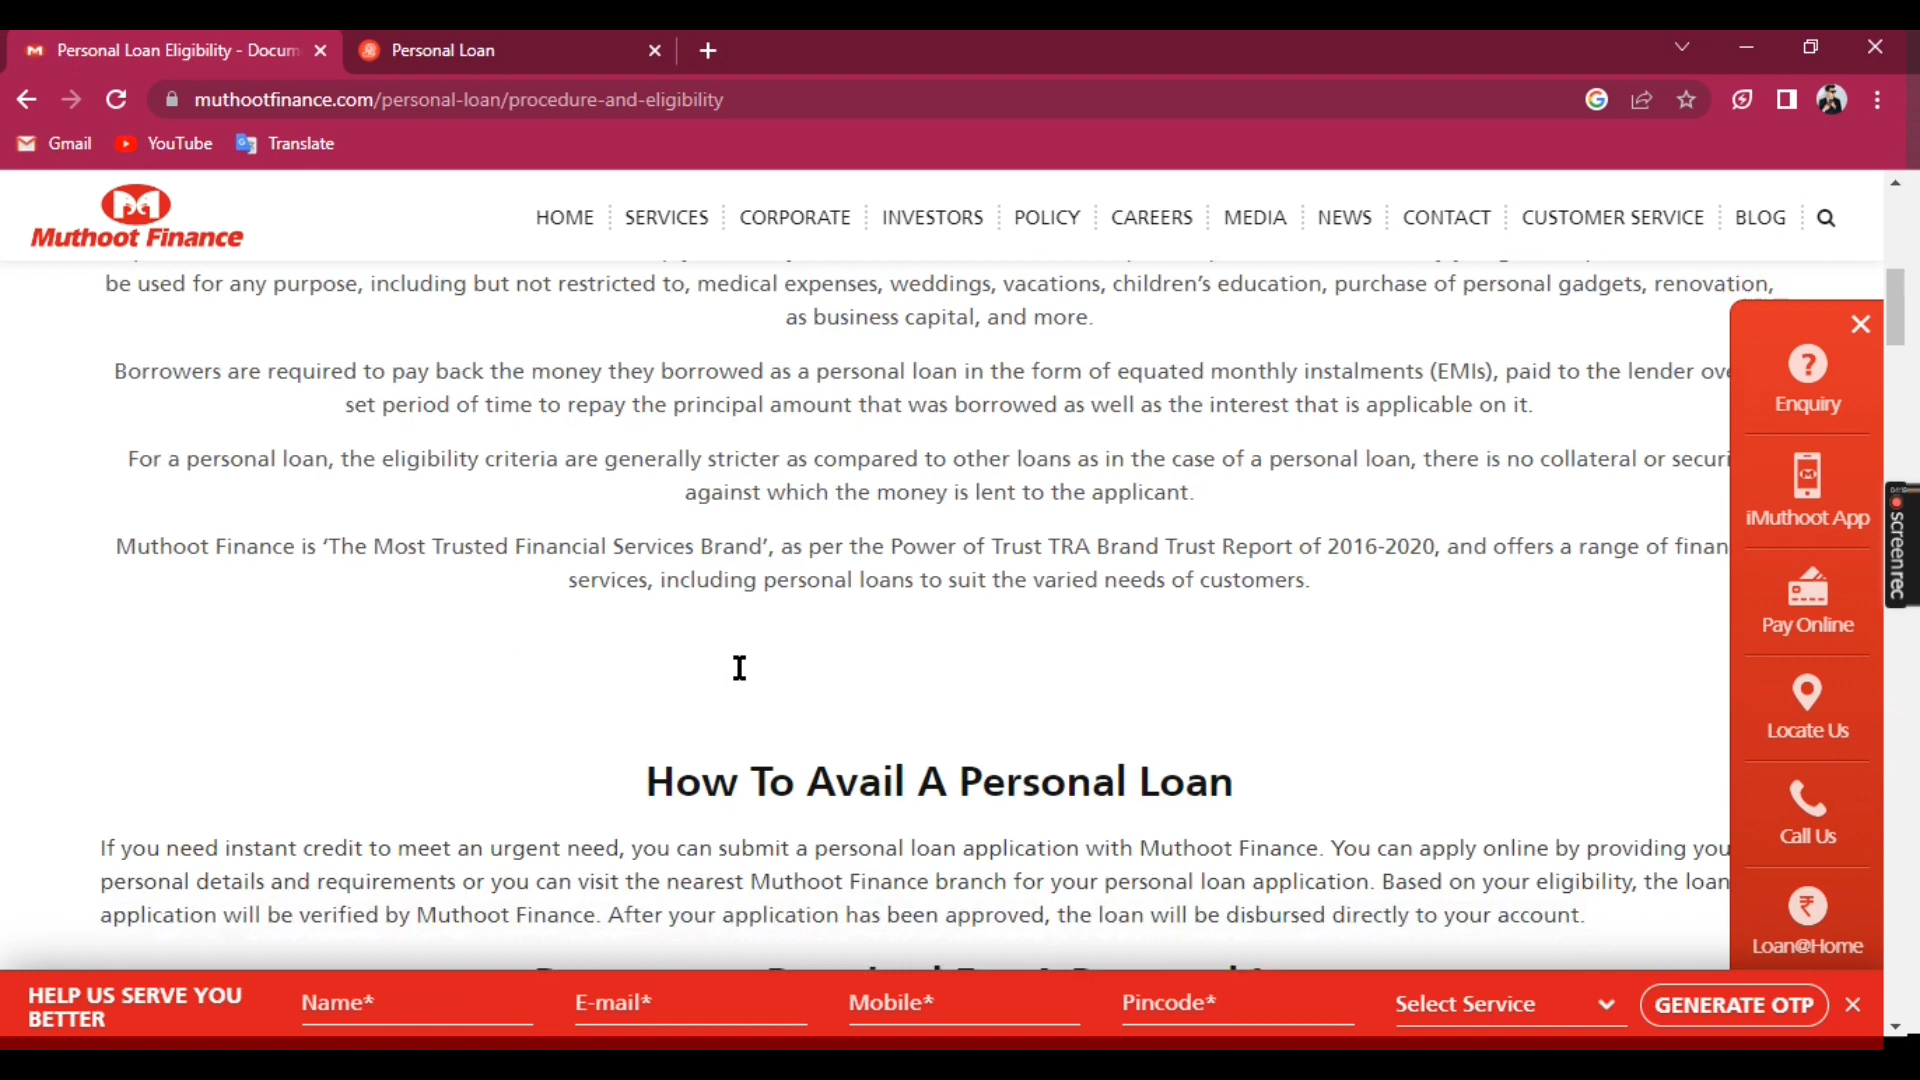 Personal Loan Eligibility - Docum
Personal Loan
muthootfinance.com/personal-loan/procedure-and-eligibility
Gmail
YouTube
Translate
Muthoot Finance
HOME
SERVICES
CORPORATE
INVESTORS
POLICY
CAREERS
MEDIA
NEWS
CONTACT
CUSTOMER SERVICE
BLOG
be used for any purpose, including but not restricted to, medical expenses, weddings, vacations, children's education, purchase of personal gadgets, renovation,
as business capital, and more.
Borrowers are required to pay back the money they borrowed as a personal loan in the form of equated monthly instalments (EMIs), paid to the lender ove
set period of time to repay the principal amount that was borrowed as well as the interest that is applicable on it.
For a personal loan, the eligibility criteria are generally stricter as compared to other loans as in the case of a personal loan, there is no collateral or securi
against which the money is lent to the applicant.
Muthoot Finance is ‘The Most Trusted Financial Services Brand’, as per the Power of Trust TRA Brand Trust Report of 2016-2020, and offers a range of finan
services, including personal loans to suit the varied needs of customers.
How To Avail A Personal Loan
If you need instant credit to meet an urgent need, you can submit a personal loan application with Muthoot Finance. You can apply online by providing you
personal details and requirements or you can visit the nearest Muthoot Finance branch for your personal loan application. Based on your eligibility, the loan
application will be verified by Muthoot Finance. After your application has been approved, the loan will be disbursed directly to your account.
Enquiry
iMuthoot App
Pay Online
Locate Us
Call Us
Loan@Home
screenrec
HELP US SERVE YOU
BETTER
Name*
E-mail*
Mobile*
Pincode*
Select Service
GENERATE OTP